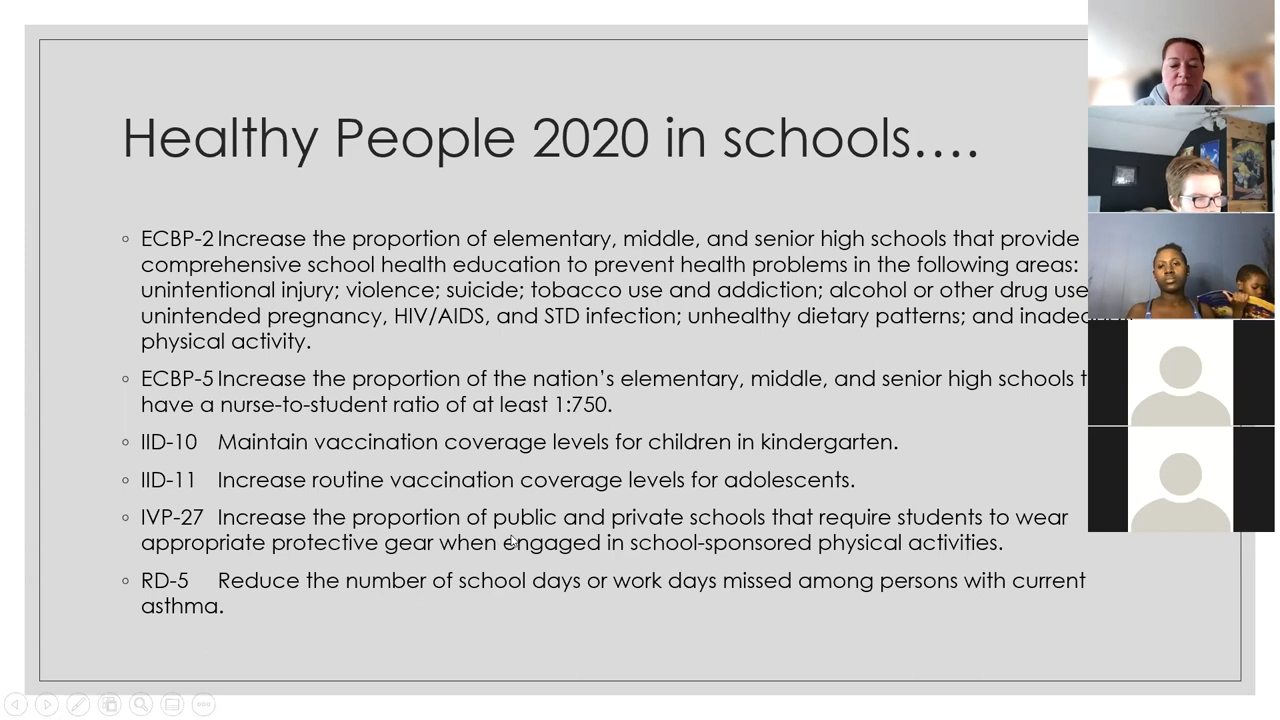 Healthy People 2020 in schools....
◦ ECBP-2 Increase the proportion of elementary, middle, and senior high schools that provide
comprehensive school health education to prevent health problems in the following areas:
unintentional injury; violence; suicide; tobacco use and addiction; alcohol or other drug use
unintended pregnancy, HIV/AIDS, and STD infection; unhealthy dietary patterns; and
physical activity.
◦ ECBP-5 Increase the proportion of the nation’s elementary, middle, and senior high schools
have a nurse-to-student ratio of at least 1:750.
◦ IID-10 Maintain vaccination coverage levels for children in kindergarten.
◦ IID-11 Increase routine vaccination coverage levels for adolescents.
◦ IVP-27 Increase the proportion of public and private schools that require students to wear
appropriate protective gear when engaged in school-sponsored physical activities.
◦ RD-5 Reduce the number of school days or work days missed among persons with current
asthma.